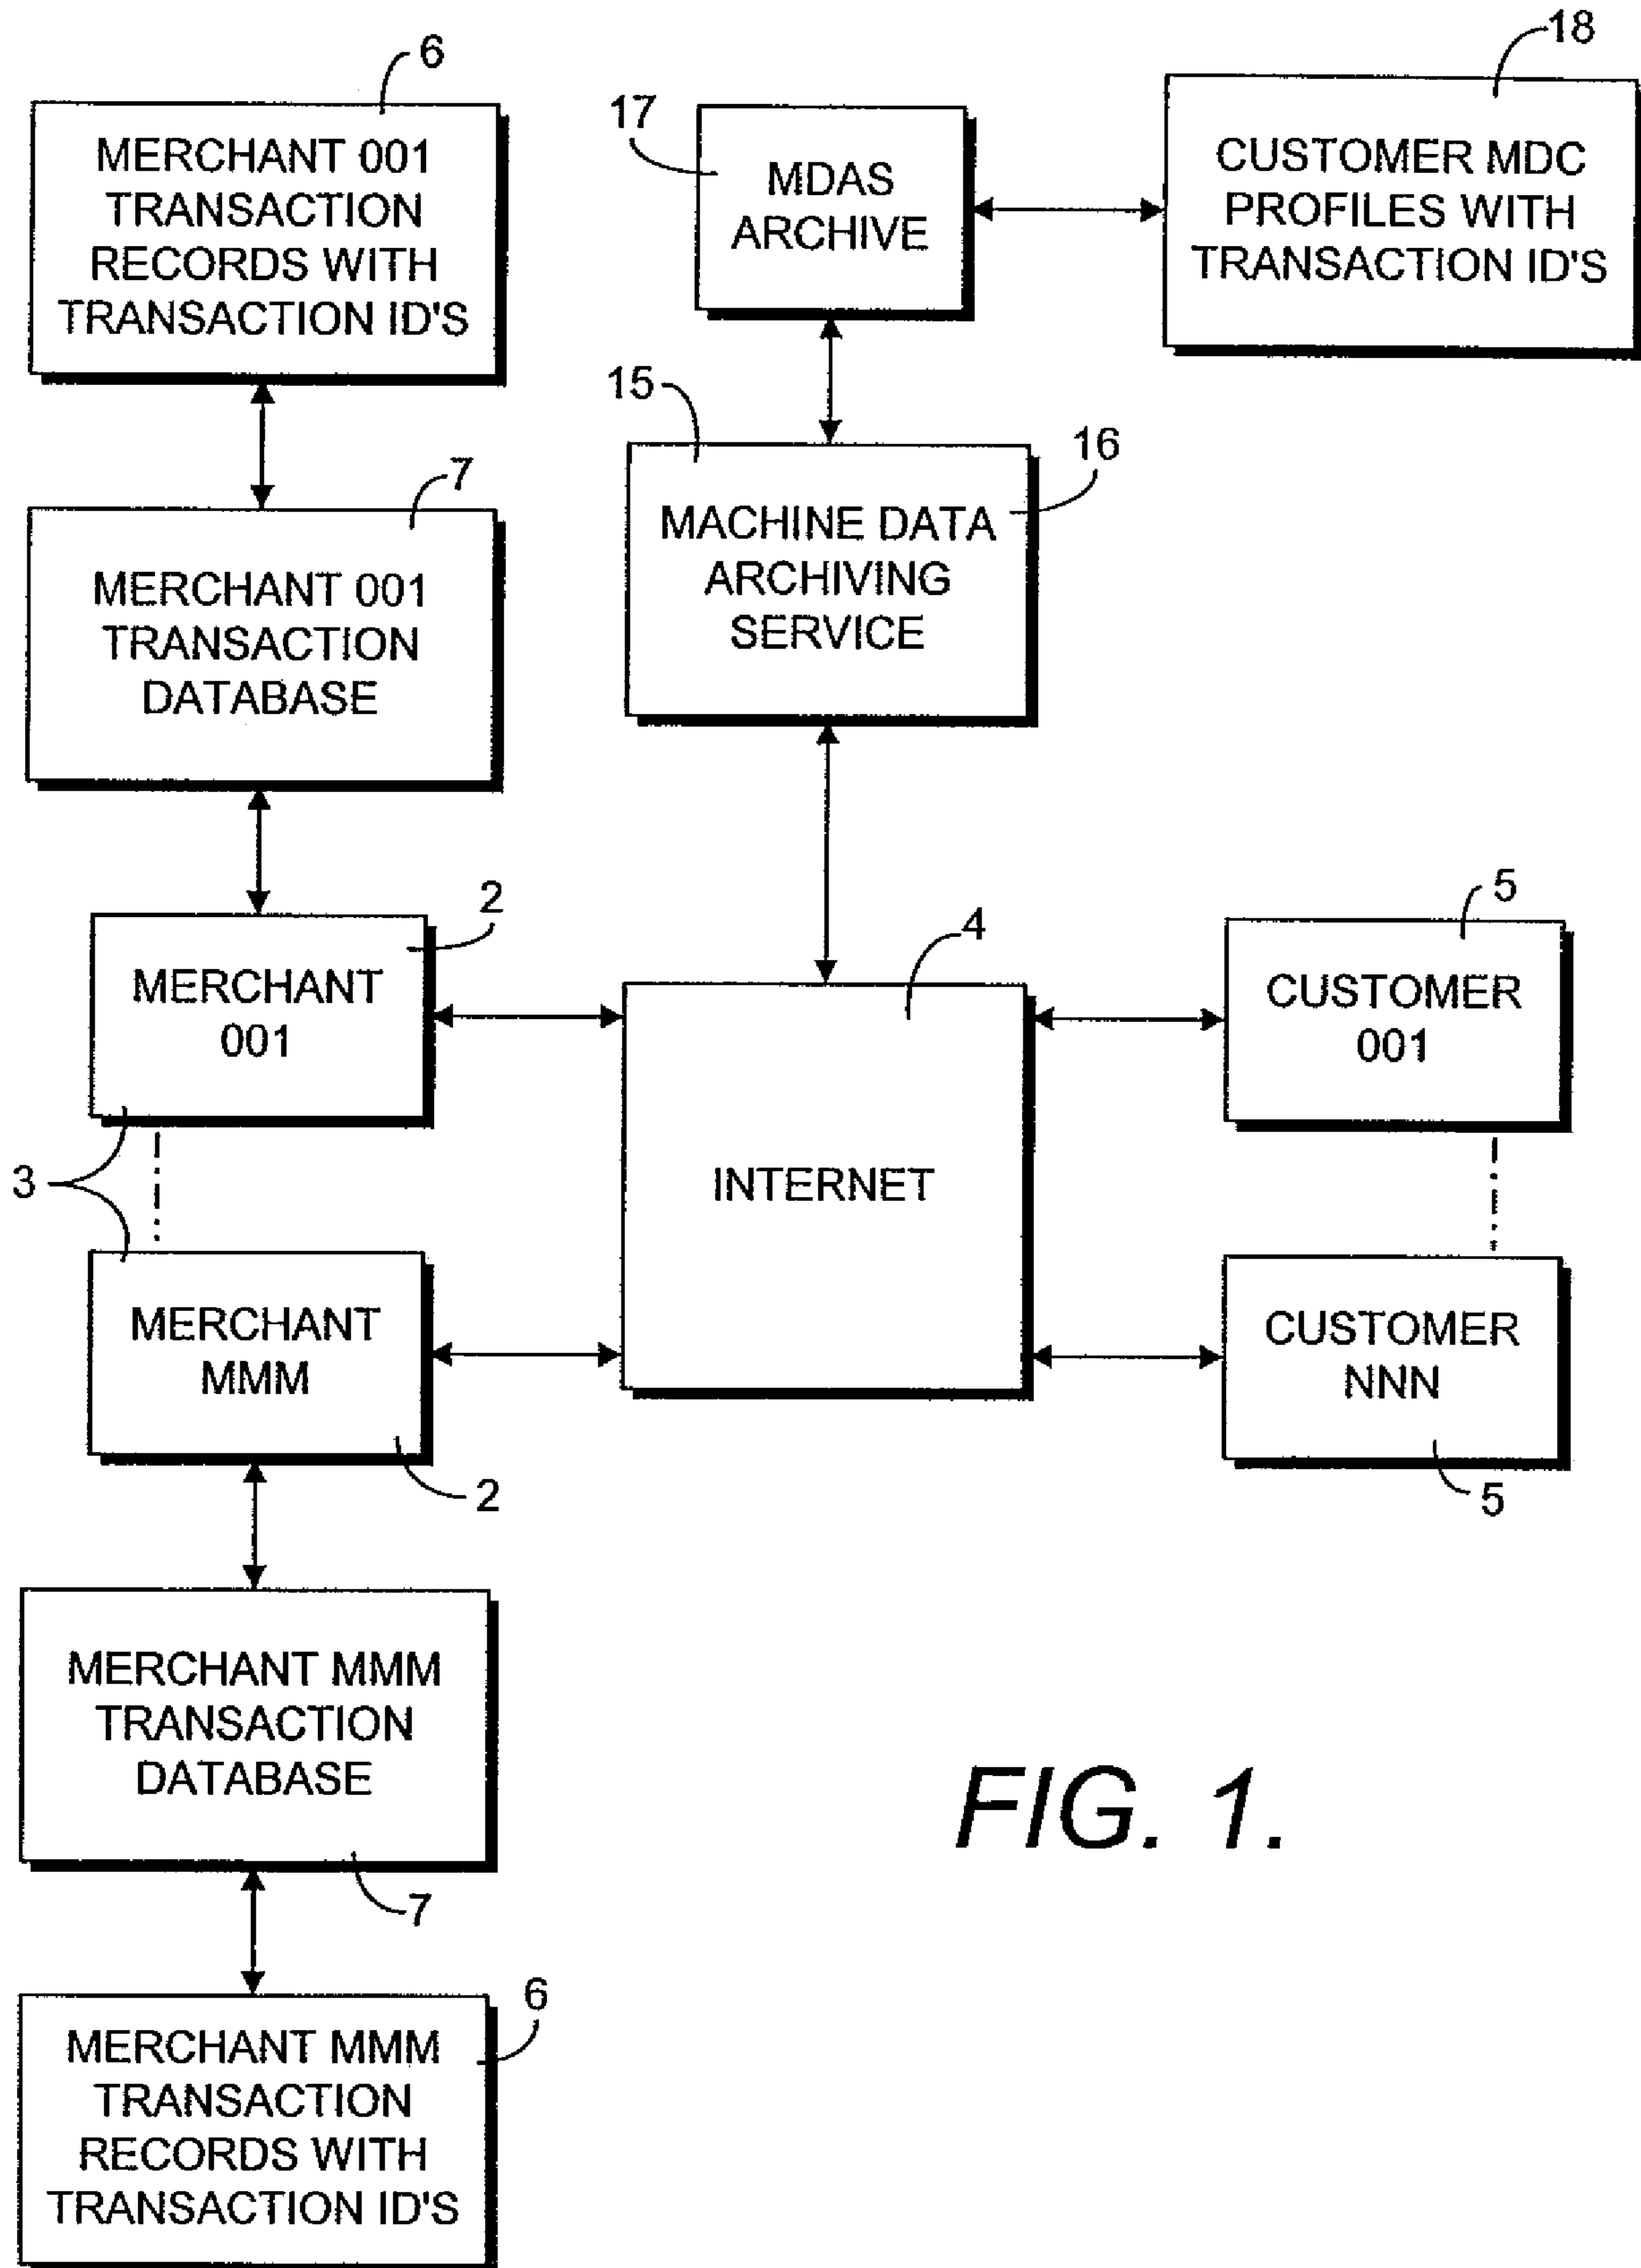 6
MERCHANT 001
TRANSACTION
RECORDS WITH
TRANSACTION ID'S
17
MDAS
ARCHIVE
18
CUSTOMER MDC
PROFILES WITH
TRANSACTION ID'S
7
MERCHANT 001
TRANSACTION
DATABASE
15
16
MACHINE DATA
ARCHIVING
SERVICE
2
MERCHANT
001
4
INTERNET
5
CUSTOMER
001
3
MERCHANT
MMM
2
CUSTOMER
NNN
5
MERCHANT MMM
TRANSACTION
DATABASE
7
6
MERCHANT MMM
TRANSACTION
RECORDS WITH
TRANSACTION ID'S
FIG. 1.